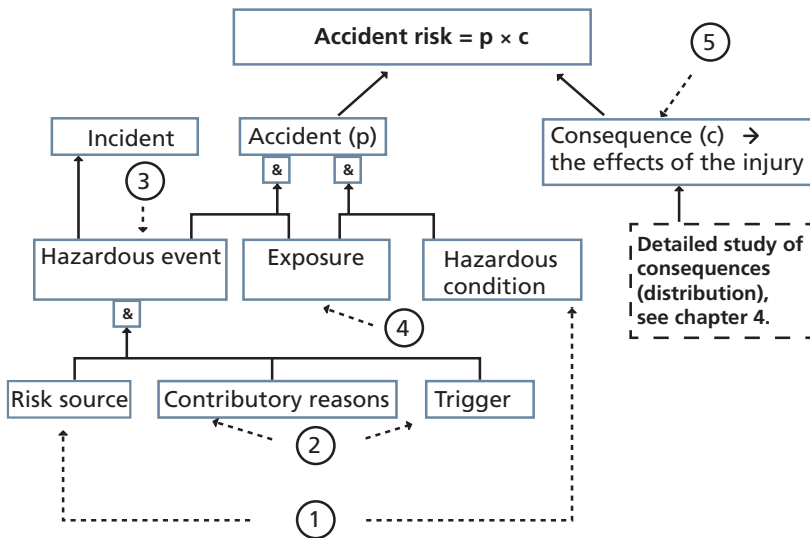 Accident risk = p × c
5
Incident
Accident (p)
Consequence (c) →
the effects of the injury
&
&
3
Hazardous event
Exposure
Hazardous
condition
Detailed study of
consequences
(distribution),
see chapter 4.
&
4
Risk source
Contributory reasons
Trigger
2
1